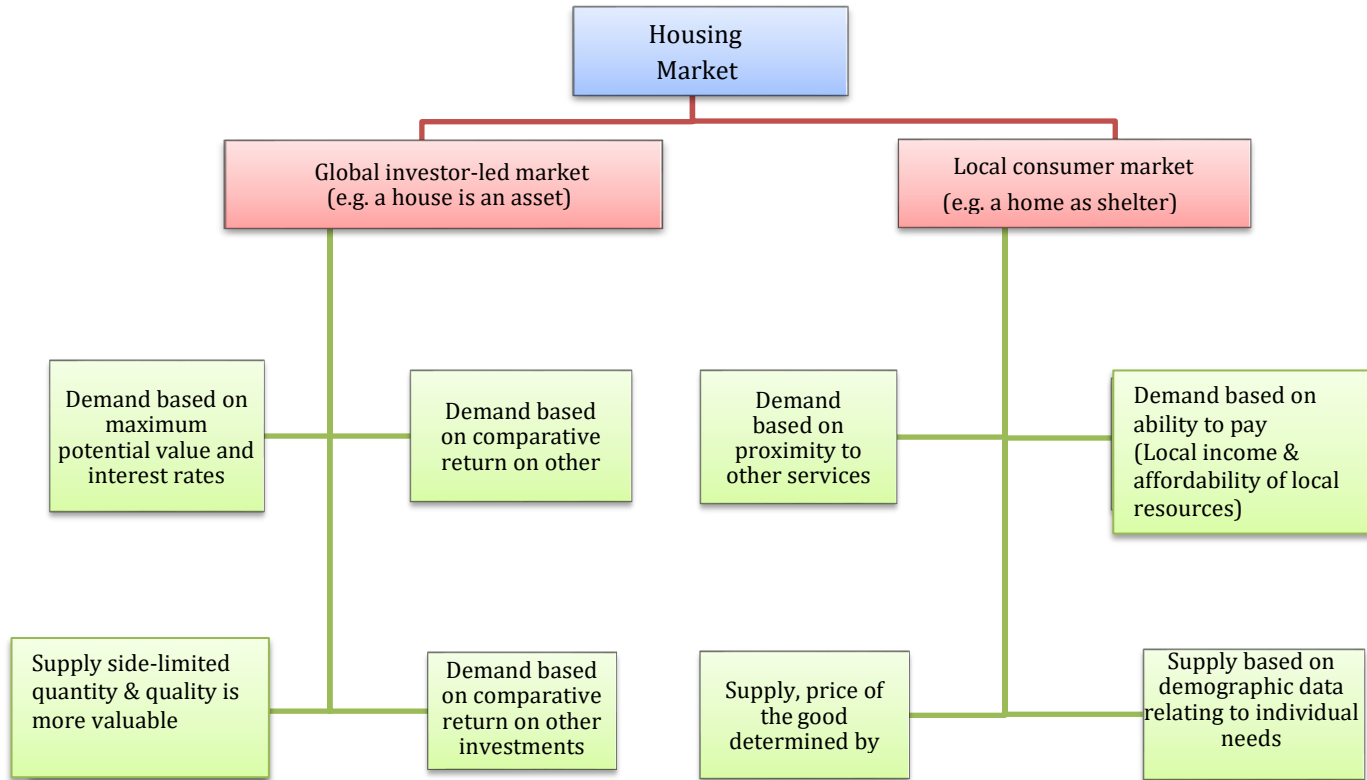 Housing
Market
Global investor-led market
(e.g. a house is an asset)
Local consumer market
(e.g. a home as shelter)
Demand based on
maximum
potential value and
interest rates
Demand based
on comparative
return on other
Demand
based on
proximity to
other services
Demand based on
ability to pay
(Local income &
affordability of local
resources)
Supply side-limited
quantity & quality is
more valuable
Demand based
on comparative
return on other
investments
Supply, price of
the good
determined by
Supply based on
demographic data
relating to individual
needs